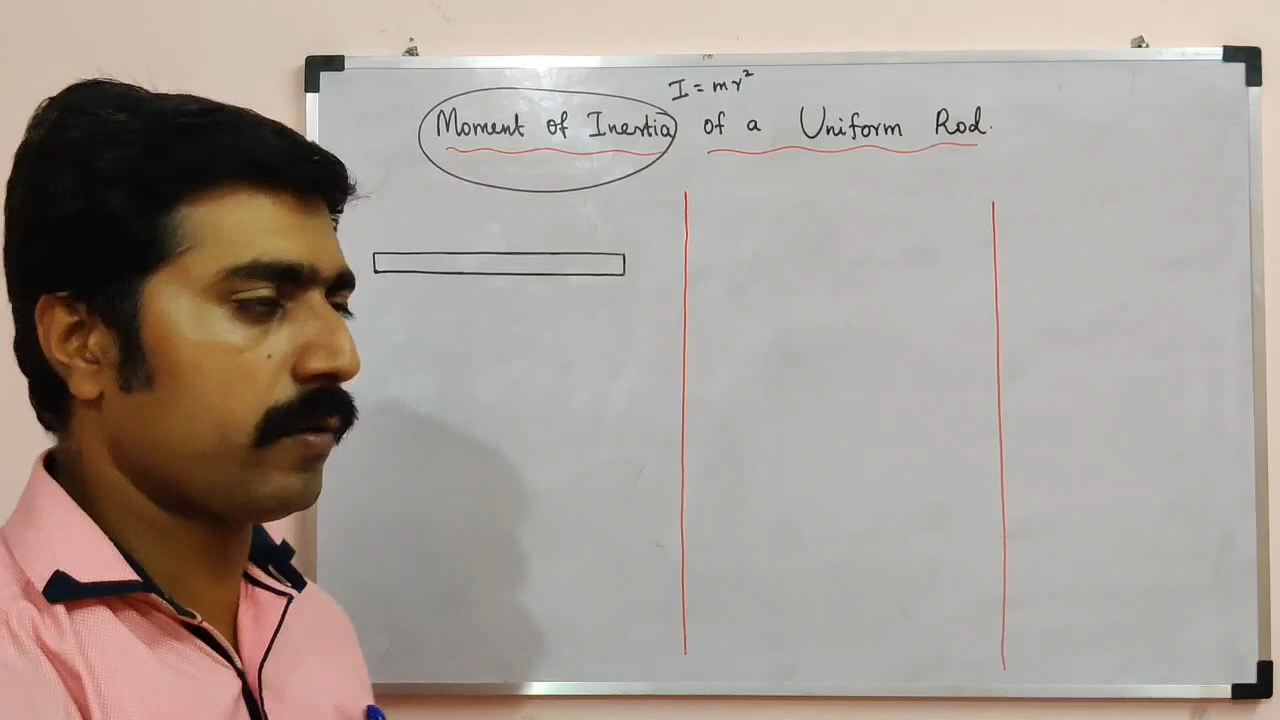 I = mr²
Moment of Inertia of a Uniform Rod.